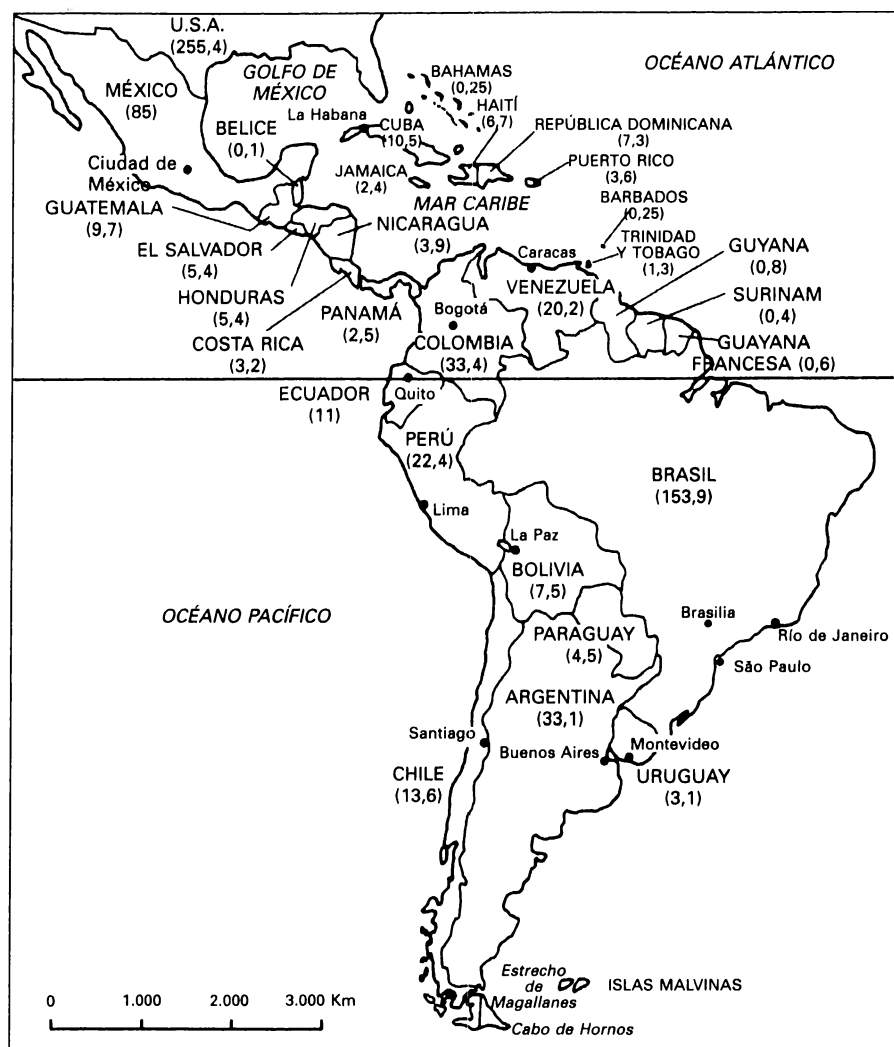 U.S.A.
(255,4)
GOLFO DE
MÉXICO
OCÉANO ATLÁNTICO
BAHAMAS
(0,25)
MÉXICO
(85)
La Habana
HAITÍ
(6,7)
BELICE
(0,1)
CUBA
(10,5)
REPÚBLICA DOMINICANA
(7,3)
Ciudad de
México
JAMAICA
(2,4)
PUERTO RICO
(3,6)
MAR CARIBE
BARBADOS
(0,25)
GUATEMALA
(9,7)
NICARAGUA
(3,9)
TRINIDAD
Y TOBAGO
(1,3)
EL SALVADOR
(5,4)
Caracas
GUYANA
(0,8)
HONDURAS
(5,4)
VENEZUELA
(20,2)
SURINAM
(0,4)
PANAMÁ
(2,5)
Bogotá
COSTA RICA
(3,2)
COLOMBIA
(33,4)
GUAYANA
FRANCESA (0,6)
ECUADOR
(11)
Quito
PERÚ
(22,4)
BRASIL
(153,9)
Lima
La Paz
BOLIVIA
(7,5)
OCÉANO PACÍFICO
Brasilia
PARAGUAY
(4,5)
Río de Janeiro
São Paulo
ARGENTINA
(33,1)
Santiago
Buenos Aires
Montevideo
CHILE
(13,6)
URUGUAY
(3,1)
Estrecho
de
Magallanes
ISLAS MALVINAS
0 1.000 2.000 3.000 Km
Cabo de Hornos